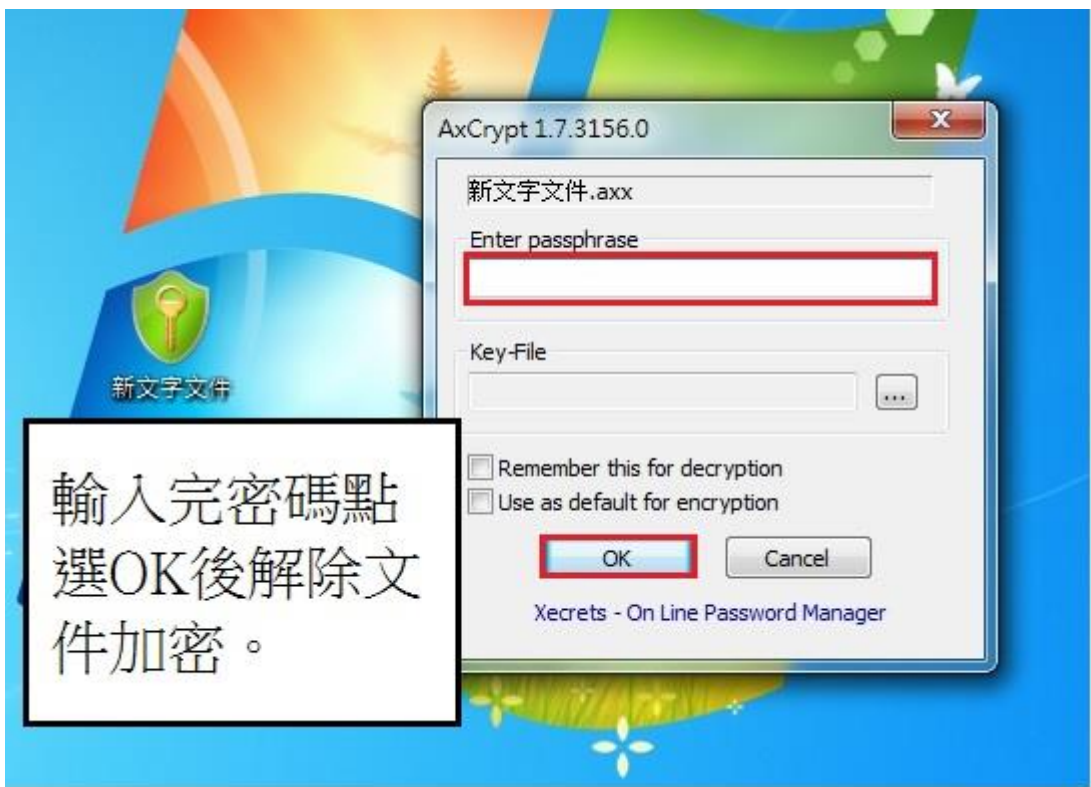 AxCrypt 1.7.3156.0
x
新文字文件.axx
Enter passphrase
Key-File
...
新文字文件
Remember this for decryption
Use as default for encryption
OK
Cancel
Xecrets - On Line Password Manager
輸入完密碼點
選OK後解除文
件加密。